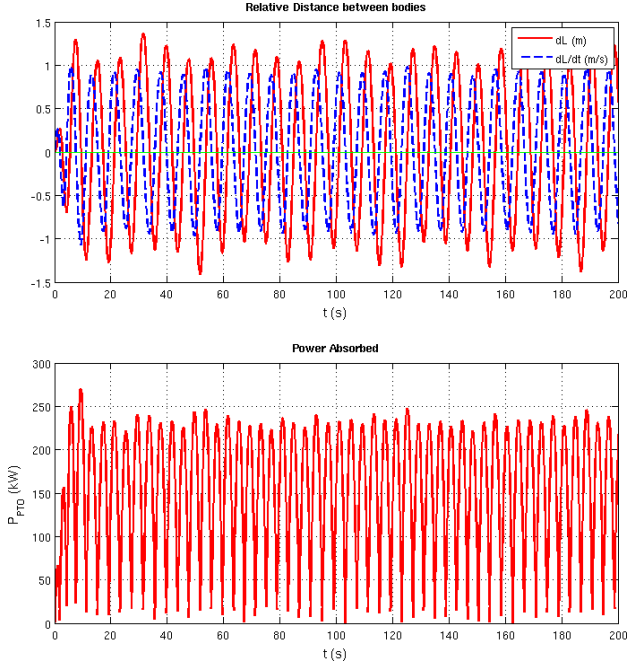 Relative Distance between bodies
1.5
1
0.5
0
−0.5
−1
−1.5
dL (m)
dL/dt (m/s)
0 20 40 60 80 100 120 140 160 180 200
t (s)
Power Absorbed
300
250
200
150
100
50
0
P_PTO (kW)
0 20 40 60 80 100 120 140 160 180 200
t (s)